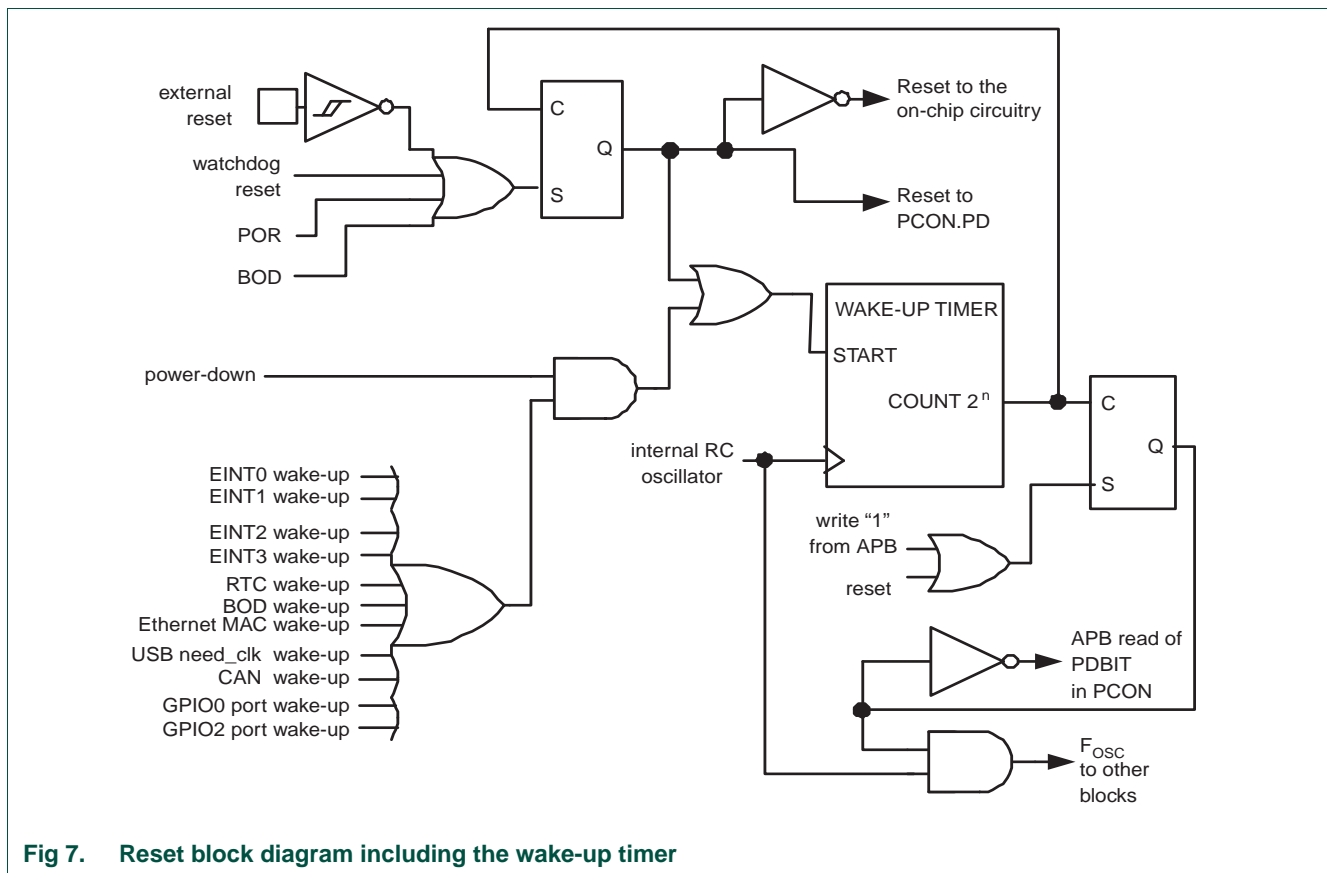 external
reset
watchdog
reset
POR
BOD
C
Q
S
Reset to the
on-chip circuitry
Reset to
PCON.PD
WAKE-UP TIMER
START
COUNT 2n
power-down
internal RC
oscillator
C
Q
S
EINT0 wake-up
EINT1 wake-up
EINT2 wake-up
EINT3 wake-up
RTC wake-up
BOD wake-up
Ethernet MAC wake-up
USB need_clk wake-up
CAN wake-up
GPIO0 port wake-up
GPIO2 port wake-up
write “1”
from APB
reset
APB read of
PDBIT
in PCON
FOSC
to other
blocks
Fig 7. Reset block diagram including the wake-up timer